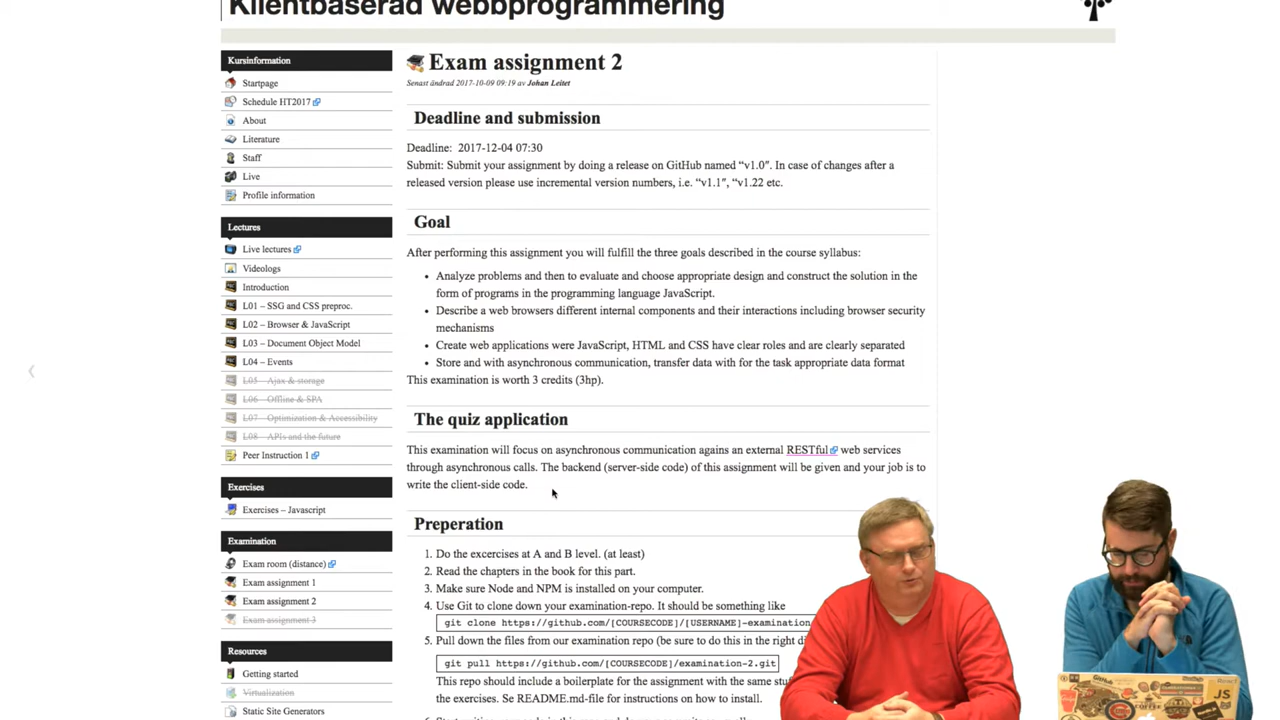 Klientbaserad webbprogrammering
Kursinformation
Startpage
Schedule HT2017
About
Literature
Staff
Live
Profile information
Lectures
Live lectures
Videologs
Introduction
L01 – SSG and CSS preproc.
L02 – Browser & JavaScript
L03 – Document Object Model
L04 – Events
L05 – Ajax & storage
L06 – Offline & SPA
L07 – Optimization & Accessibility
L08 – APIs and the future
Peer Instruction 1
Exercises
Exercises – Javascript
Examination
Exam room (distance)
Exam assignment 1
Exam assignment 2
Exam assignment 3
Resources
Getting started
Virtualization
Static Site Generators
Exam assignment 2
Senast ändrad 2017-10-09 09:19 av Johan Leitet
Deadline and submission
Deadline: 2017-12-04 07:30
Submit: Submit your assignment by doing a release on GitHub named “v1.0″. In case of changes after a
released version please use incremental version numbers, i.e. “v1.1″, “v1.22 etc.
Goal
After performing this assignment you will fulfill the three goals described in the course syllabus:
• Analyze problems and then to evaluate and choose appropriate design and construct the solution in the
form of programs in the programming language JavaScript.
• Describe a web browsers different internal components and their interactions including browser security
mechanisms
• Create web applications were JavaScript, HTML and CSS have clear roles and are clearly separated
• Store and with asynchronous communication, transfer data with for the task appropriate data format
This examination is worth 3 credits (3hp).
The quiz application
This examination will focus on asynchronous communication agains an external RESTful web services
through asynchronous calls. The backend (server-side code) of this assignment will be given and your job is to
write the client-side code.
Preperation
1. Do the excercises at A and B level. (at least)
2. Read the chapters in the book for this part.
3. Make sure Node and NPM is installed on your computer.
4. Use Git to clone down your examination-repo. It should be something like
git clone https://github.com/[COURSECODE]/[USERNAME]-examination
5. Pull down the files from our examination repo (be sure to do this in the right di
git pull https://github.com/[COURSECODE]/examination-2.git
This repo should include a boilerplate for the assignment with the same stu
the exercises. Se README.md-file for instructions on how to install.
JS